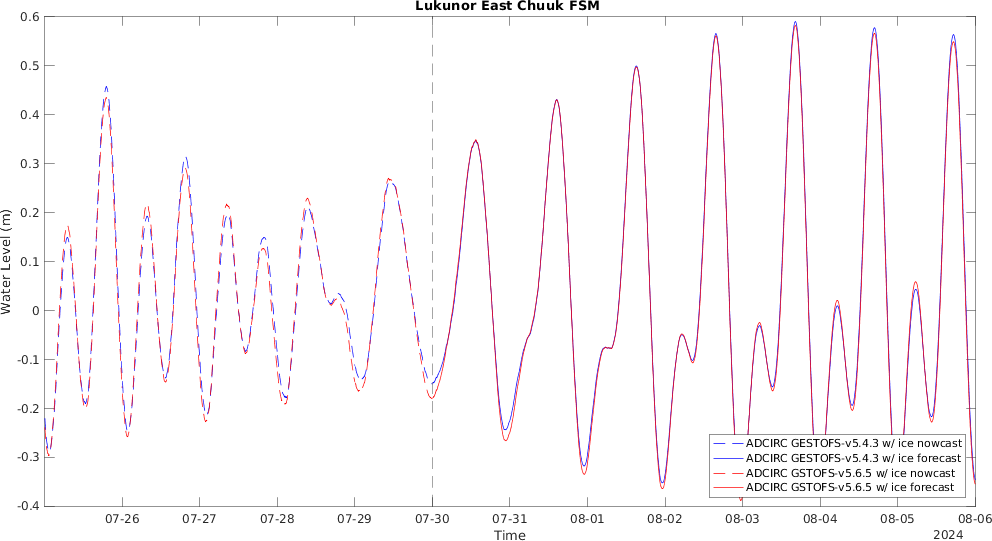 Lukunor East Chuuk FSM
0.6
0.5
0.4
0.3
0.2
0.1
0
-0.1
-0.2
-0.3
-0.4
Water Level (m)
ADCIRC GESTOFS-v5.4.3 w/ ice nowcast
ADCIRC GESTOFS-v5.4.3 w/ ice forecast
ADCIRC GSTOFS-v5.6.5 w/ ice nowcast
ADCIRC GSTOFS-v5.6.5 w/ ice forecast
07-26 07-27 07-28 07-29 07-30 07-31 08-01 08-02 08-03 08-04 08-05 08-06
Time
2024